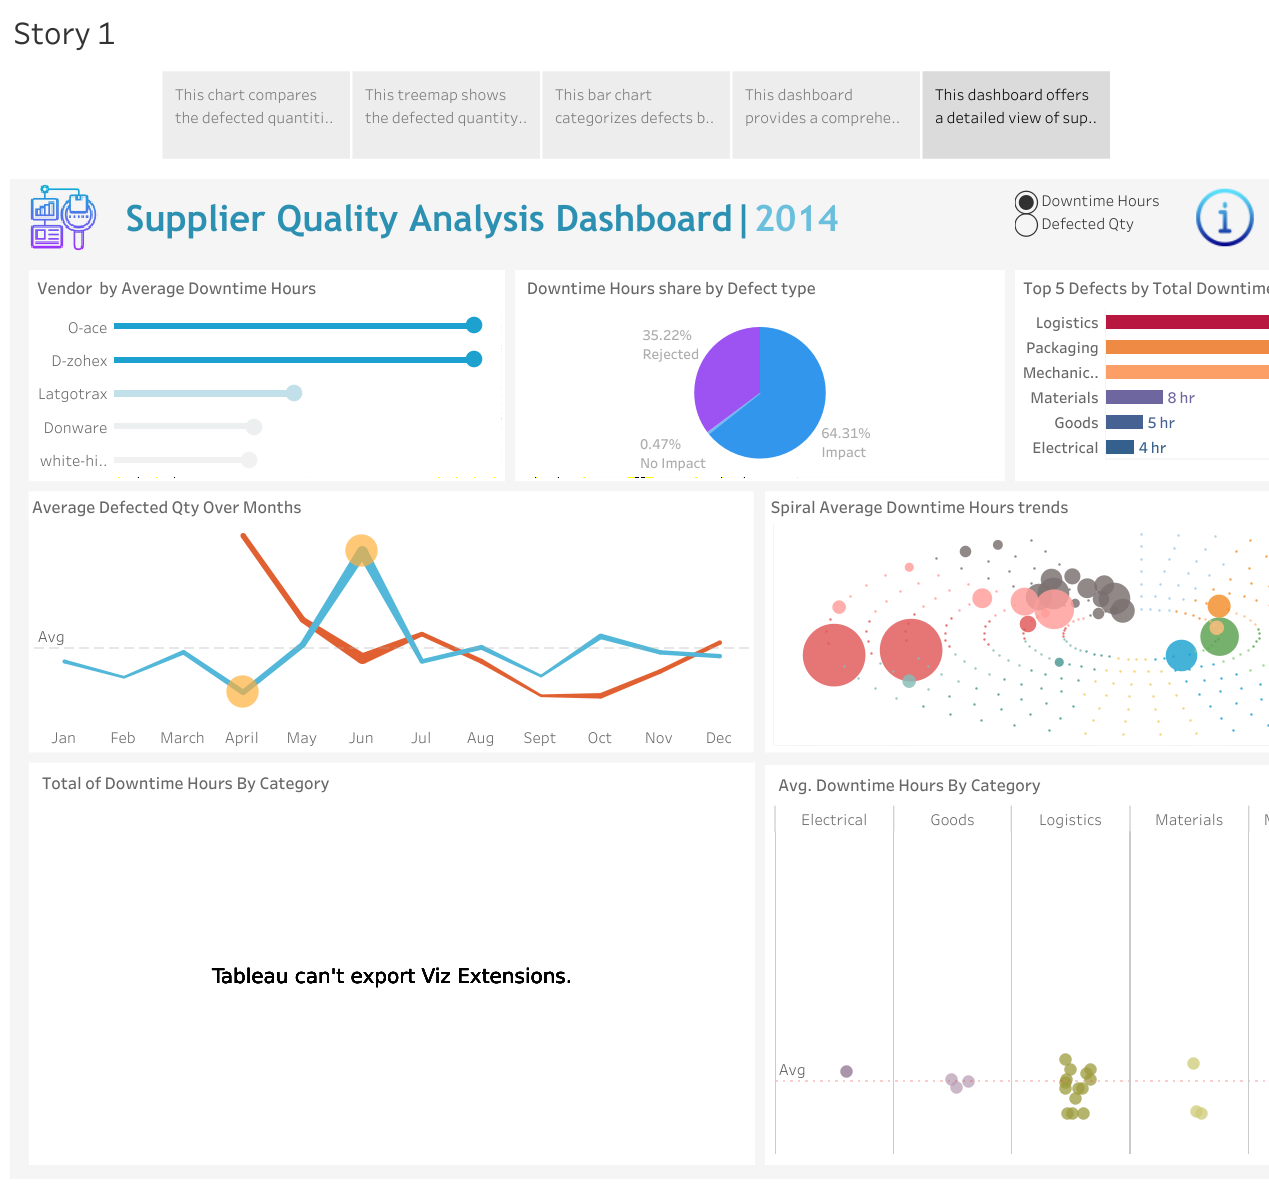 Story 1
This chart compares
the defected quantiti..
This treemap shows
the defected quantity..
This bar chart
categorizes defects b..
This dashboard
provides a comprehe..
This dashboard offers
a detailed view of sup..
Supplier Quality Analysis Dashboard|2014
Downtime Hours
Defected Qty
Vendor by Average Downtime Hours
O-ace
D-zohex
Latgotrax
Donware
white-hi..
Downtime Hours share by Defect type
35.22%
Rejected
0.47%
No Impact
64.31%
Impact
Top 5 Defects by Total Downtime
Logistics
Packaging
Mechanic..
Materials 8 hr
Goods 5 hr
Electrical 4 hr
Average Defected Qty Over Months
Avg
Jan Feb March April May Jun Jul Aug Sept Oct Nov Dec
Spiral Average Downtime Hours trends
Total of Downtime Hours By Category
Tableau can't export Viz Extensions.
Avg. Downtime Hours By Category
Electrical Goods Logistics Materials
Avg